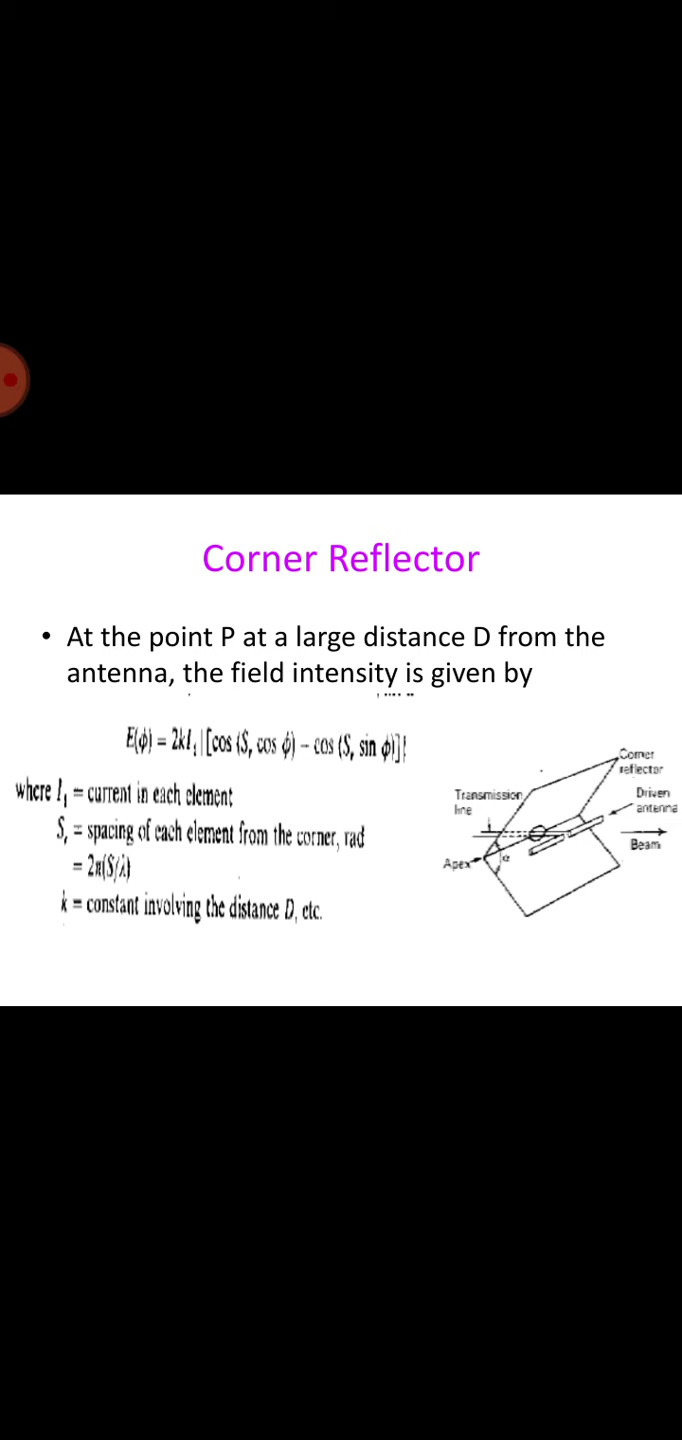 Corner Reflector
• At the point P at a large distance D from the
antenna, the field intensity is given by
E(ϕ) = 2kI₁|[cos (Sᵣ cos ϕ) − cos (Sᵣ sin ϕ)]|
where I₁ = current in each element
Sᵣ = spacing of each element from the corner, rad
= 2π(S/λ)
k = constant involving the distance D, etc.
Corner
reflector
Transmission
line
Driven
antenna
Beam
Apex
α